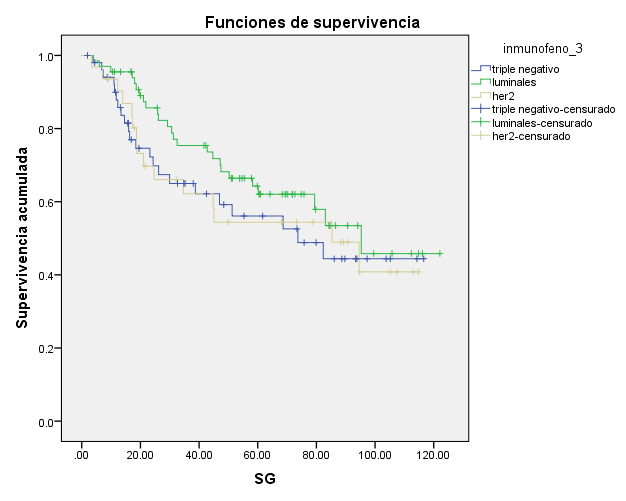 Funciones de supervivencia
inmunofeno_3
triple negativo
luminales
her2
triple negativo-censurado
luminales-censurado
her2-censurado
Supervivencia acumulada
1.0
0.8
0.6
0.4
0.2
0.0
.00 20.00 40.00 60.00 80.00 100.00 120.00
SG